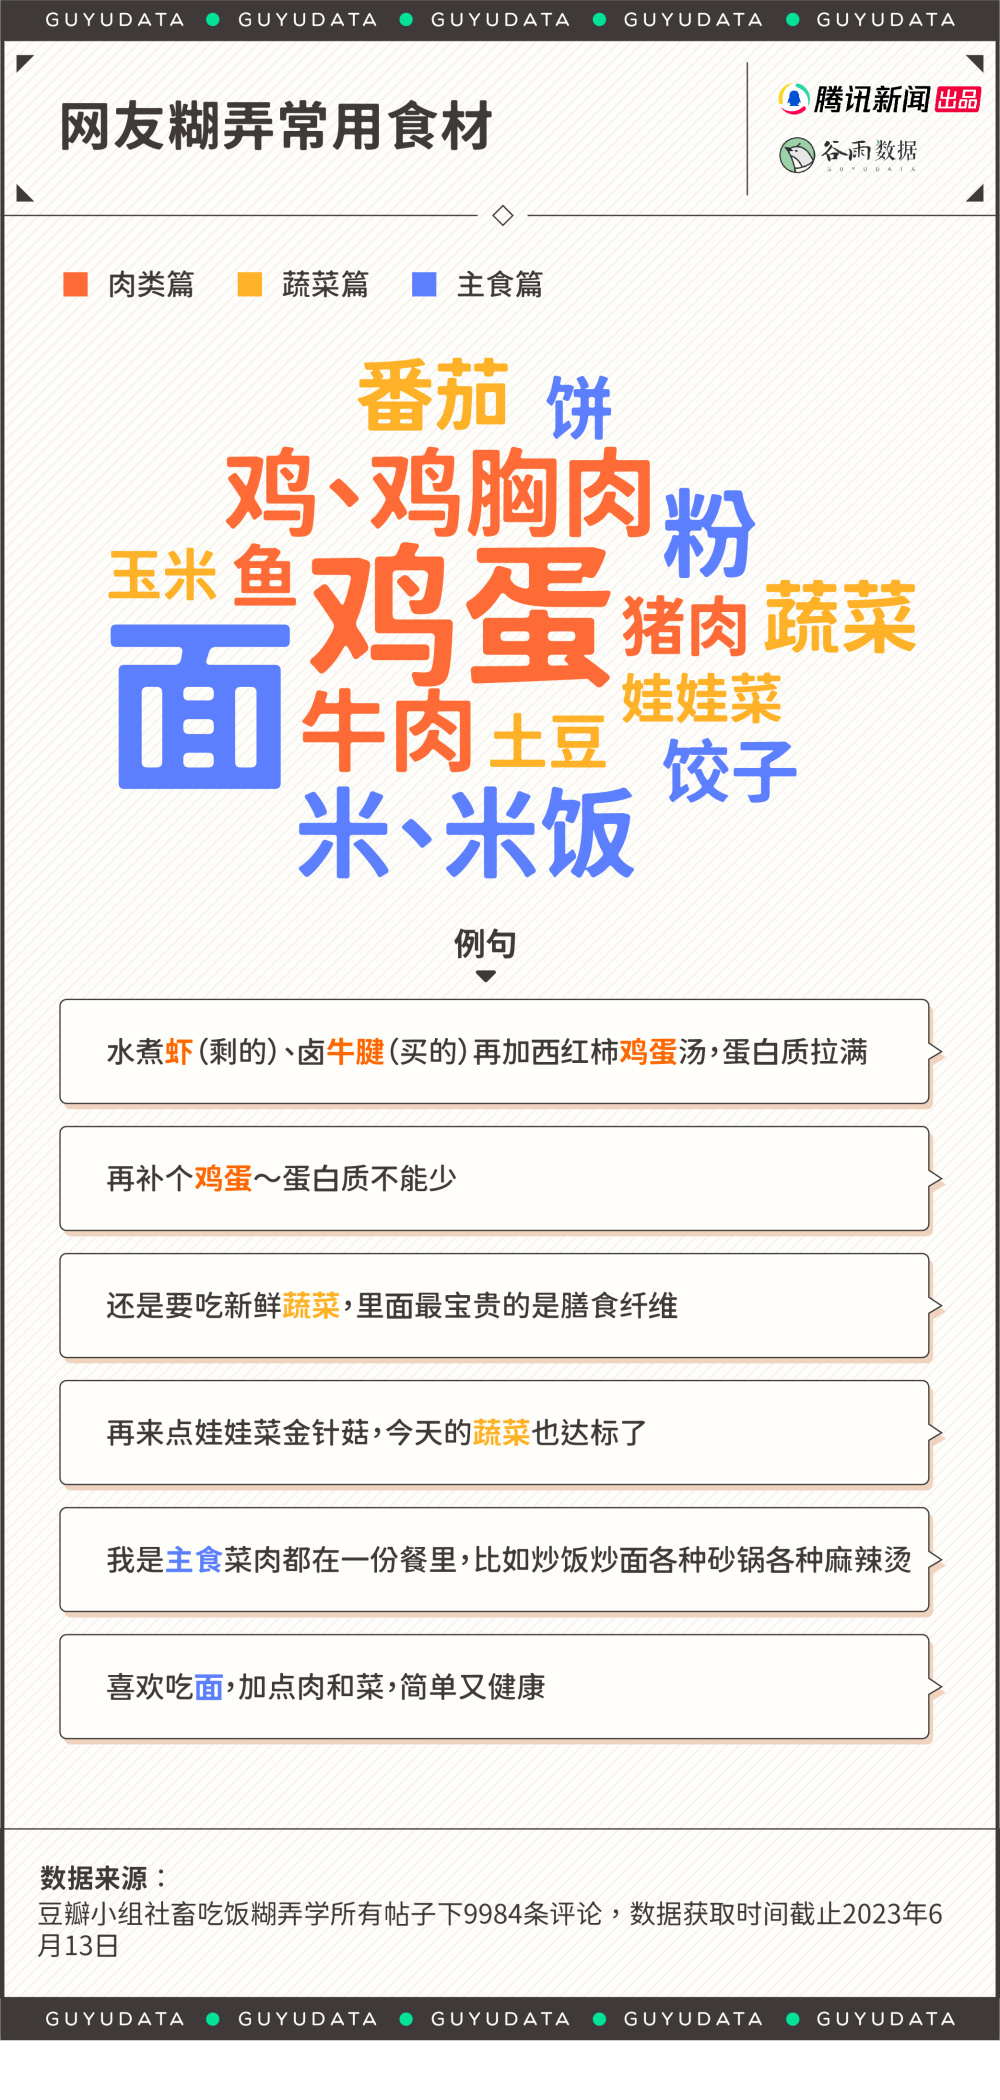 GUYUDATA ● GUYUDATA ● GUYUDATA ● GUYUDATA ● GUYUDATA
网友糊弄常用食材
腾讯新闻 出品
谷雨数据
GUYUDATA
肉类篇 蔬菜篇 主食篇
番茄 饼
鸡、鸡胸肉
粉
玉米 鱼 鸡蛋
猪肉 蔬菜
面
牛肉 土豆 娃娃菜
饺子
米、米饭
例句
水煮虾(剩的)、卤牛腱(买的)再加西红柿鸡蛋汤,蛋白质拉满
再补个鸡蛋～蛋白质不能少
还是要吃新鲜蔬菜,里面最宝贵的是膳食纤维
再来点娃娃菜金针菇,今天的蔬菜也达标了
我是主食菜肉都在一份餐里,比如炒饭炒面各种砂锅各种麻辣烫
喜欢吃面,加点肉和菜,简单又健康
数据来源：
豆瓣小组社畜吃饭糊弄学所有帖子下9984条评论，数据获取时间截止2023年6
月13日
GUYUDATA ● GUYUDATA ● GUYUDATA ● GUYUDATA ● GUYUDATA